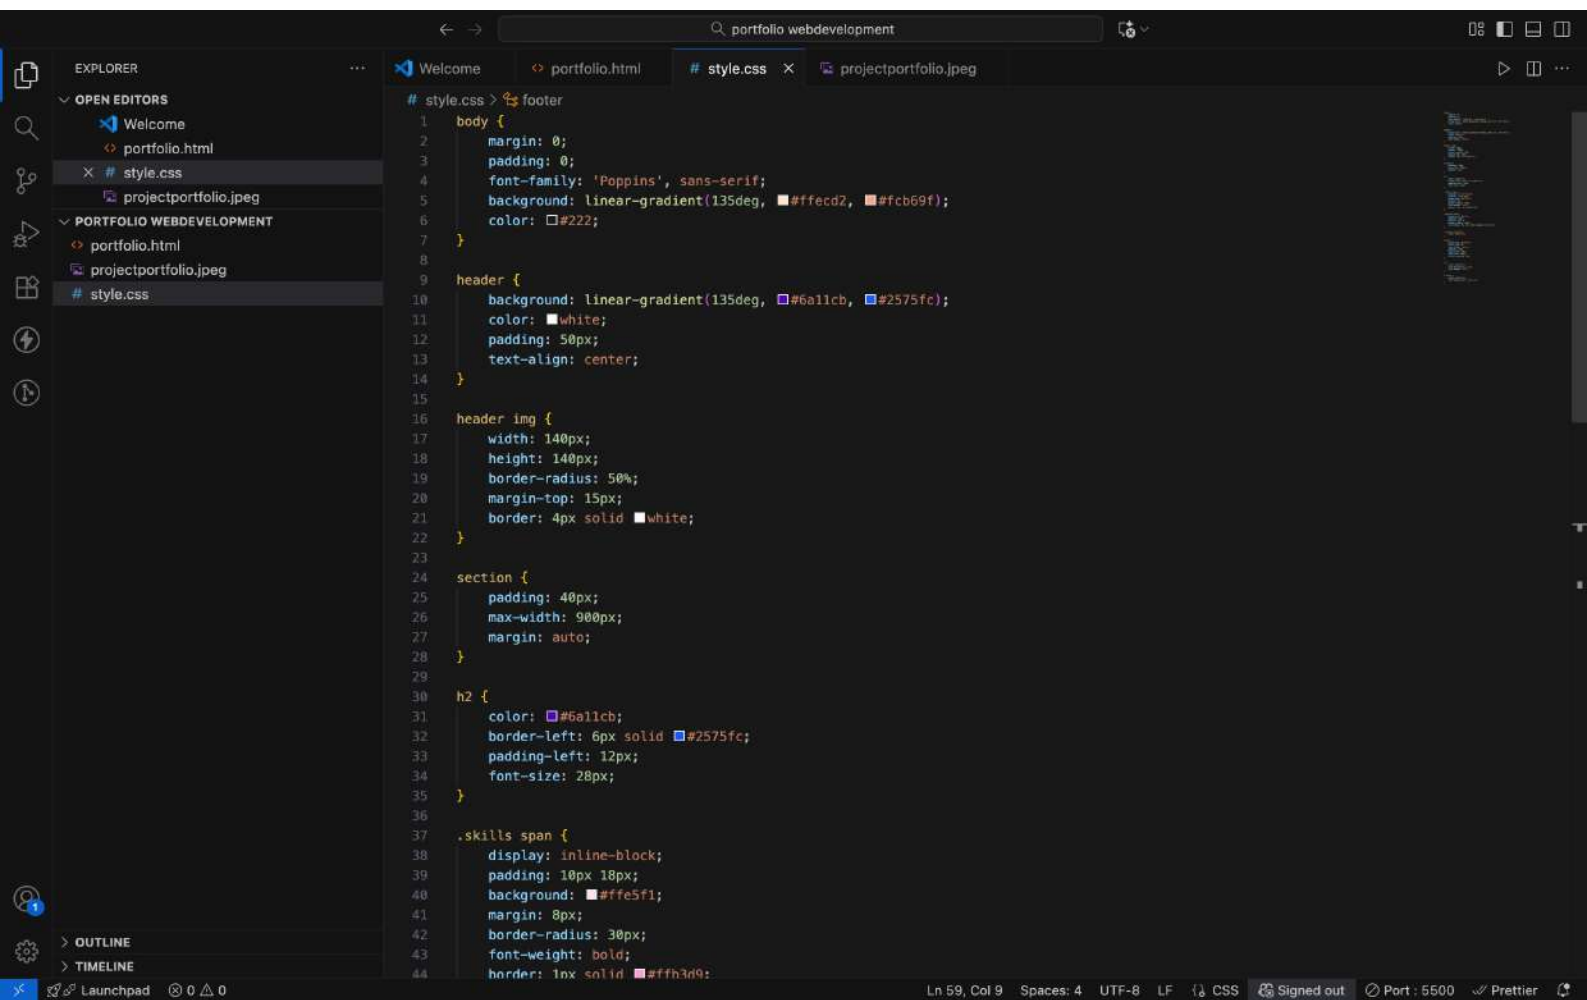 portfolio webdevelopment
EXPLORER
OPEN EDITORS
Welcome
portfolio.html
style.css
projectportfolio.jpeg
PORTFOLIO WEBDEVELOPMENT
portfolio.html
projectportfolio.jpeg
# style.css
OUTLINE
TIMELINE
Welcome
portfolio.html
# style.css
projectportfolio.jpeg
# style.css > footer
1 body {
2 margin: 0;
3 padding: 0;
4 font-family: 'Poppins', sans-serif;
5 background: linear-gradient(135deg, #ffecd2, #fcb69f);
6 color: #222;
7 }
8
9 header {
10 background: linear-gradient(135deg, #6a11cb, #2575fc);
11 color: white;
12 padding: 50px;
13 text-align: center;
14 }
15
16 header img {
17 width: 140px;
18 height: 140px;
19 border-radius: 50%;
20 margin-top: 15px;
21 border: 4px solid white;
22 }
23
24 section {
25 padding: 40px;
26 max-width: 900px;
27 margin: auto;
28 }
29
30 h2 {
31 color: #6a11cb;
32 border-left: 6px solid #2575fc;
33 padding-left: 12px;
34 font-size: 28px;
35 }
36
37 .skills span {
38 display: inline-block;
39 padding: 10px 18px;
40 background: #ffe5f1;
41 margin: 8px;
42 border-radius: 30px;
43 font-weight: bold;
44 border: 1px solid #ffb3d9;
1
Launchpad 0 0
Ln 59, Col 9 Spaces: 4 UTF-8 LF CSS Signed out Port : 5500 Prettier